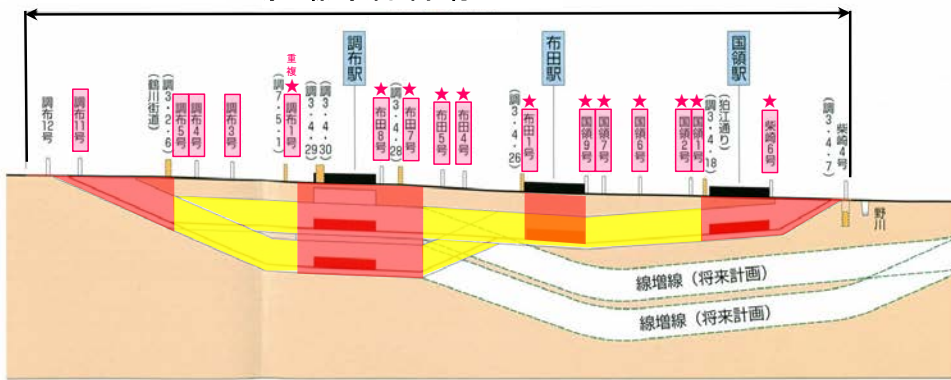 調布駅
布田駅
国領駅
調布12号
調布11号
(調3・2・6)
(鶴川街道)
調布5号
調布4号
調布3号
(調7・5・1)
重複★
調布1号
(調3・4・29)
(調3・4・30)
★
布田8号
(調3・4・28)
★
布田7号
★
布田5号
★
布田4号
(調3・4・26)
★
布田1号
★
国領9号
★
国領7号
★
国領6号
★
国領2号
★
国領1号
(調3・4・18)
(狛江通り)
★
柴崎6号
(調3・4・7)
柴崎4号
野川
線増線(将来計画)
線増線(将来計画)